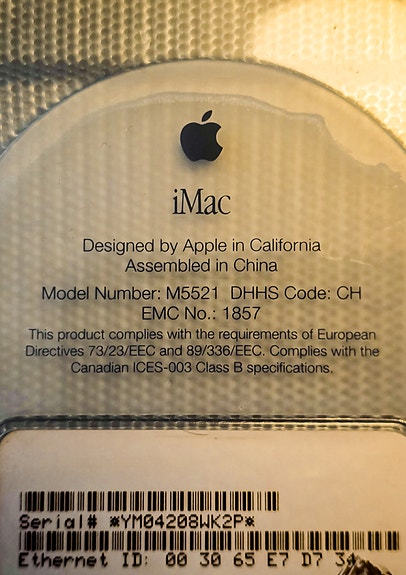 iMac
Designed by Apple in California
Assembled in China
Model Number: M5521 DHHS Code: CH
EMC No.: 1857
This product complies with the requirements of European
Directives 73/23/EEC and 89/336/EEC. Complies with the
Canadian ICES-003 Class B specifications.
Serial# *YM04208WK2P*
Ethernet ID: 00 30 65 E7 D7